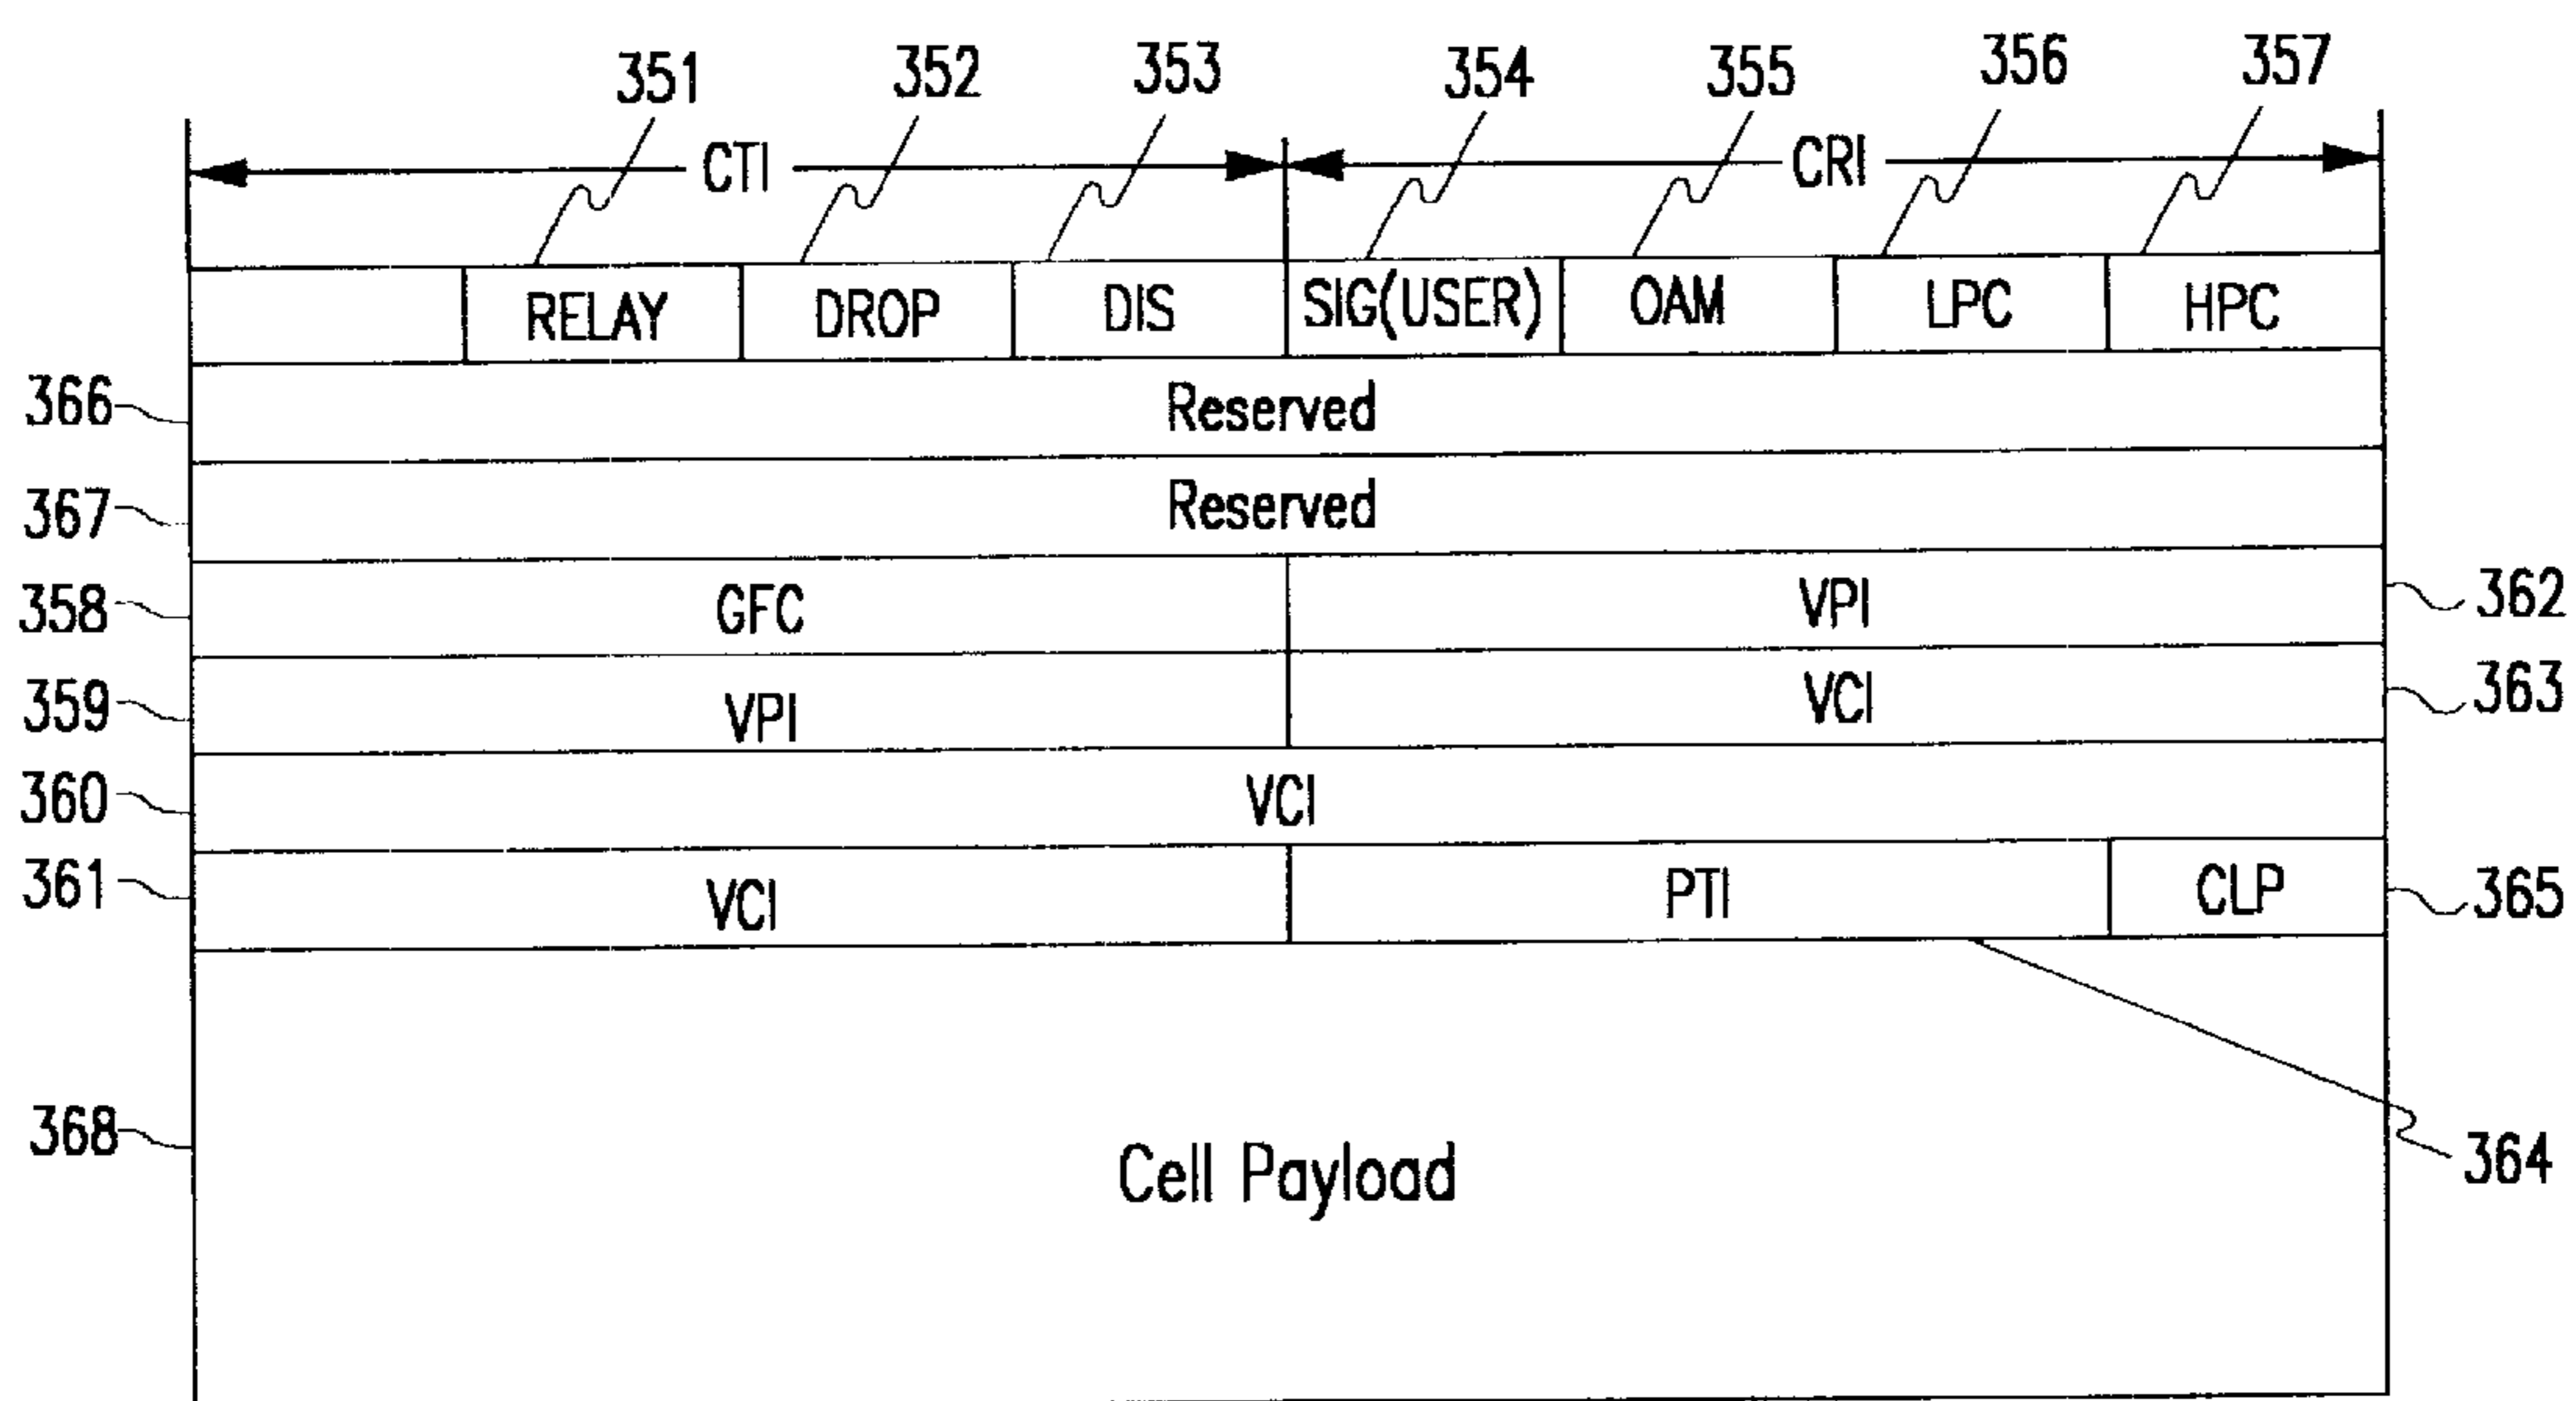 351 352 353 354 355 356 357
CTI CRI
RELAY DROP DIS SIG(USER) OAM LPC HPC
366 Reserved
367 Reserved
358 GFC VPI 362
359 VPI VCI 363
360 VCI
361 VCI PTI CLP 365
368 Cell Payload 364